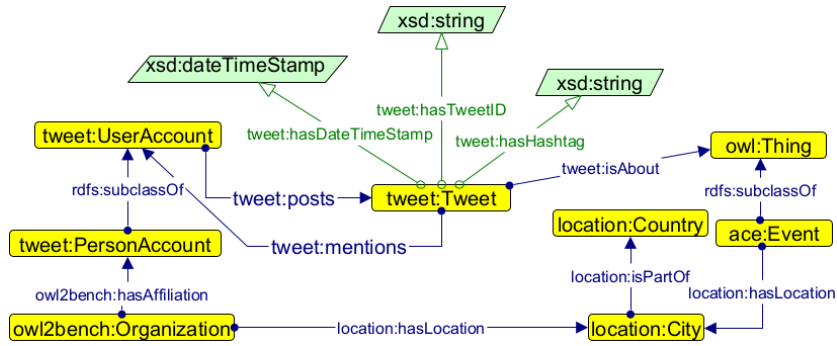 xsd:string
xsd:dateTimeStamp
xsd:string
tweet:hasTweetID
tweet:hasDateTimeStamp
tweet:hasHashtag
tweet:UserAccount
owl:Thing
tweet:isAbout
rdfs:subclassOf
tweet:posts
tweet:Tweet
rdfs:subclassOf
location:Country
ace:Event
tweet:PersonAccount
tweet:mentions
location:isPartOf
owl2bench:hasAffiliation
location:hasLocation
owl2bench:Organization
location:hasLocation
location:City